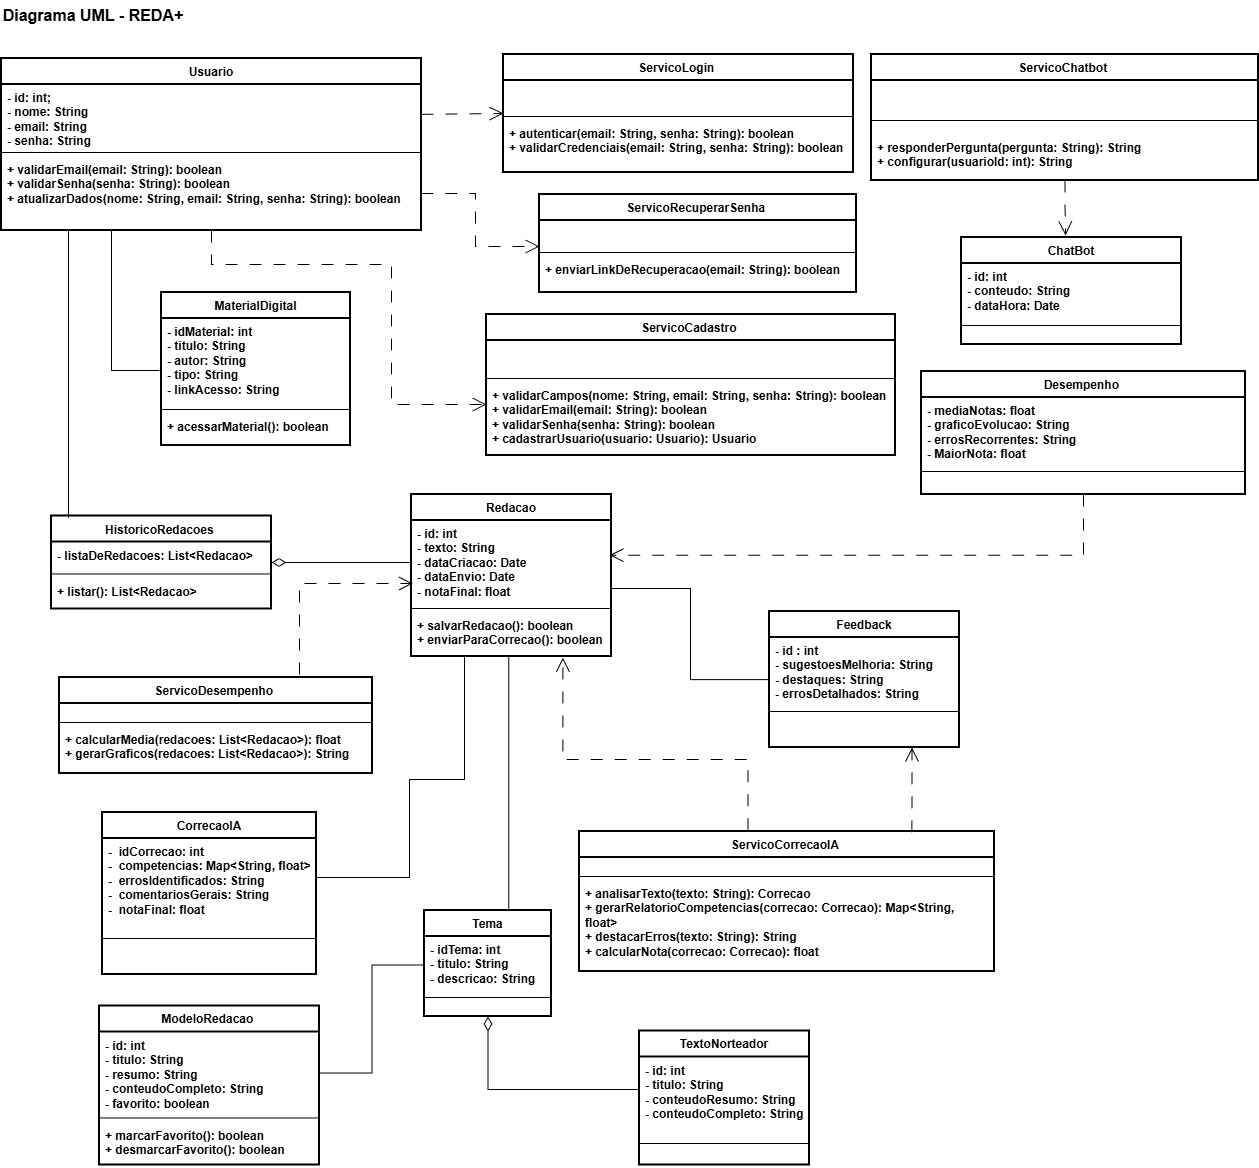 Diagrama UML - REDA+
Usuario
- id: int;
- nome: String
- email: String
- senha: String
+ validarEmail(email: String): boolean
+ validarSenha(senha: String): boolean
+ atualizarDados(nome: String, email: String, senha: String): boolean
ServicoLogin
+ autenticar(email: String, senha: String): boolean
+ validarCredenciais(email: String, senha: String): boolean
ServicoChatbot
+ responderPergunta(pergunta: String): String
+ configurar(usuarioId: int): String
ServicoRecuperarSenha
+ enviarLinkDeRecuperacao(email: String): boolean
ChatBot
- id: int
- conteudo: String
- dataHora: Date
MaterialDigital
- idMaterial: int
- titulo: String
- autor: String
- tipo: String
- linkAcesso: String
+ acessarMaterial(): boolean
ServicoCadastro
+ validarCampos(nome: String, email: String, senha: String): boolean
+ validarEmail(email: String): boolean
+ validarSenha(senha: String): boolean
+ cadastrarUsuario(usuario: Usuario): Usuario
Desempenho
- mediaNotas: float
- graficoEvolucao: String
- errosRecorrentes: String
- MaiorNota: float
HistoricoRedacoes
- listaDeRedacoes: List<Redacao>
+ listar(): List<Redacao>
Redacao
- id: int
- texto: String
- dataCriacao: Date
- dataEnvio: Date
- notaFinal: float
+ salvarRedacao(): boolean
+ enviarParaCorrecao(): boolean
Feedback
- id : int
- sugestoesMelhoria: String
- destaques: String
- errosDetalhados: String
ServicoDesempenho
+ calcularMedia(redacoes: List<Redacao>): float
+ gerarGraficos(redacoes: List<Redacao>): String
CorrecaoIA
- idCorrecao: int
- competencias: Map<String, float>
- errosIdentificados: String
- comentariosGerais: String
- notaFinal: float
ServicoCorrecaoIA
+ analisarTexto(texto: String): Correcao
+ gerarRelatorioCompetencias(correcao: Correcao): Map<String,
float>
+ destacarErros(texto: String): String
+ calcularNota(correcao: Correcao): float
Tema
- idTema: int
- titulo: String
- descricao: String
ModeloRedacao
- id: int
- titulo: String
- resumo: String
- conteudoCompleto: String
- favorito: boolean
+ marcarFavorito(): boolean
+ desmarcarFavorito(): boolean
TextoNorteador
- id: int
- titulo: String
- conteudoResumo: String
- conteudoCompleto: String